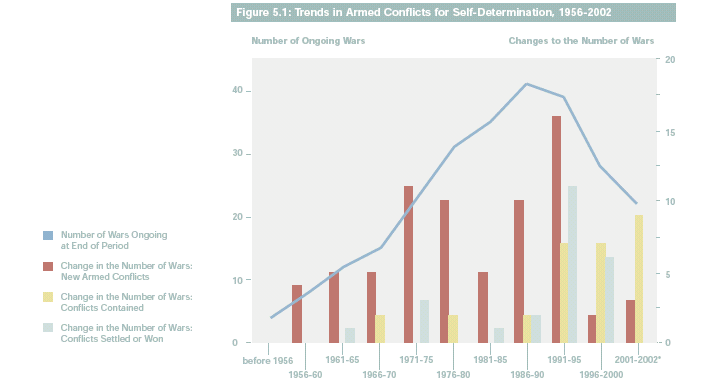 Figure 5.1: Trends in Armed Conflicts for Self-Determination, 1956-2002
Number of Ongoing Wars
Changes to the Number of Wars
40
30
20
10
0
20
15
10
5
0
Number of Wars Ongoing
at End of Period
Change in the Number of Wars:
New Armed Conflicts
Change in the Number of Wars:
Conflicts Contained
Change in the Number of Wars:
Conflicts Settled or Won
before 1956
1956-60
1961-65
1966-70
1971-75
1976-80
1981-85
1986-90
1991-95
1996-2000
2001-2002*